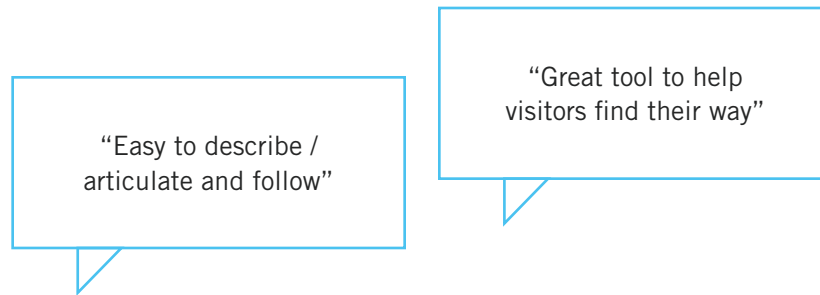 “Easy to describe /
articulate and follow”
“Great tool to help
visitors find their way”